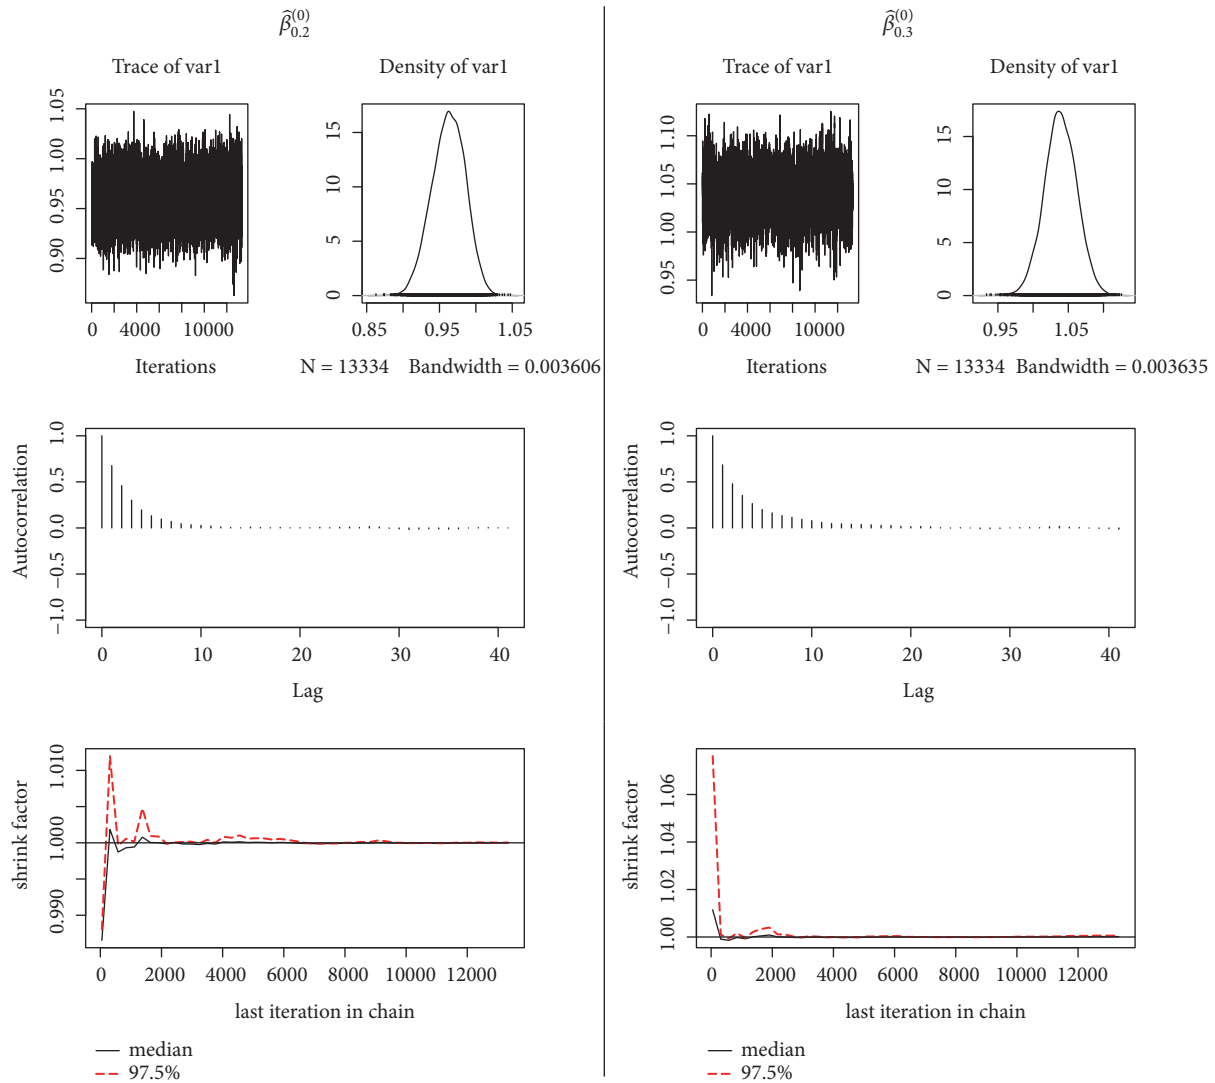 β̂₀.₂⁽⁰⁾
Trace of var1 Density of var1
1.05
1.00
0.95
0.90
0 4000 10000
Iterations
15
10
5
0
0.85 0.95 1.05
N = 13334 Bandwidth = 0.003606
Autocorrelation
1.0
0.5
0.0
−0.5
−1.0
0 10 20 30 40
Lag
shrink factor
1.010
1.000
0.990
0 2000 4000 6000 8000 10000 12000
last iteration in chain
median
97.5%
β̂₀.₃⁽⁰⁾
Trace of var1 Density of var1
1.10
1.05
1.00
0.95
0 4000 10000
Iterations
15
10
5
0
0.95 1.05
N = 13334 Bandwidth = 0.003635
Autocorrelation
1.0
0.5
0.0
−0.5
−1.0
0 10 20 30 40
Lag
shrink factor
1.06
1.04
1.02
1.00
0 2000 4000 6000 8000 10000 12000
last iteration in chain
median
97.5%